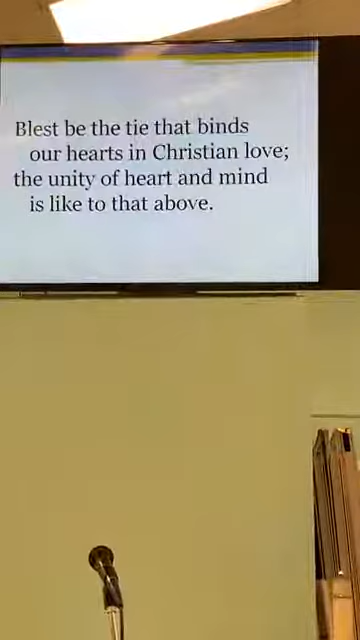 Blest be the tie that binds
our hearts in Christian love;
the unity of heart and mind
is like to that above.